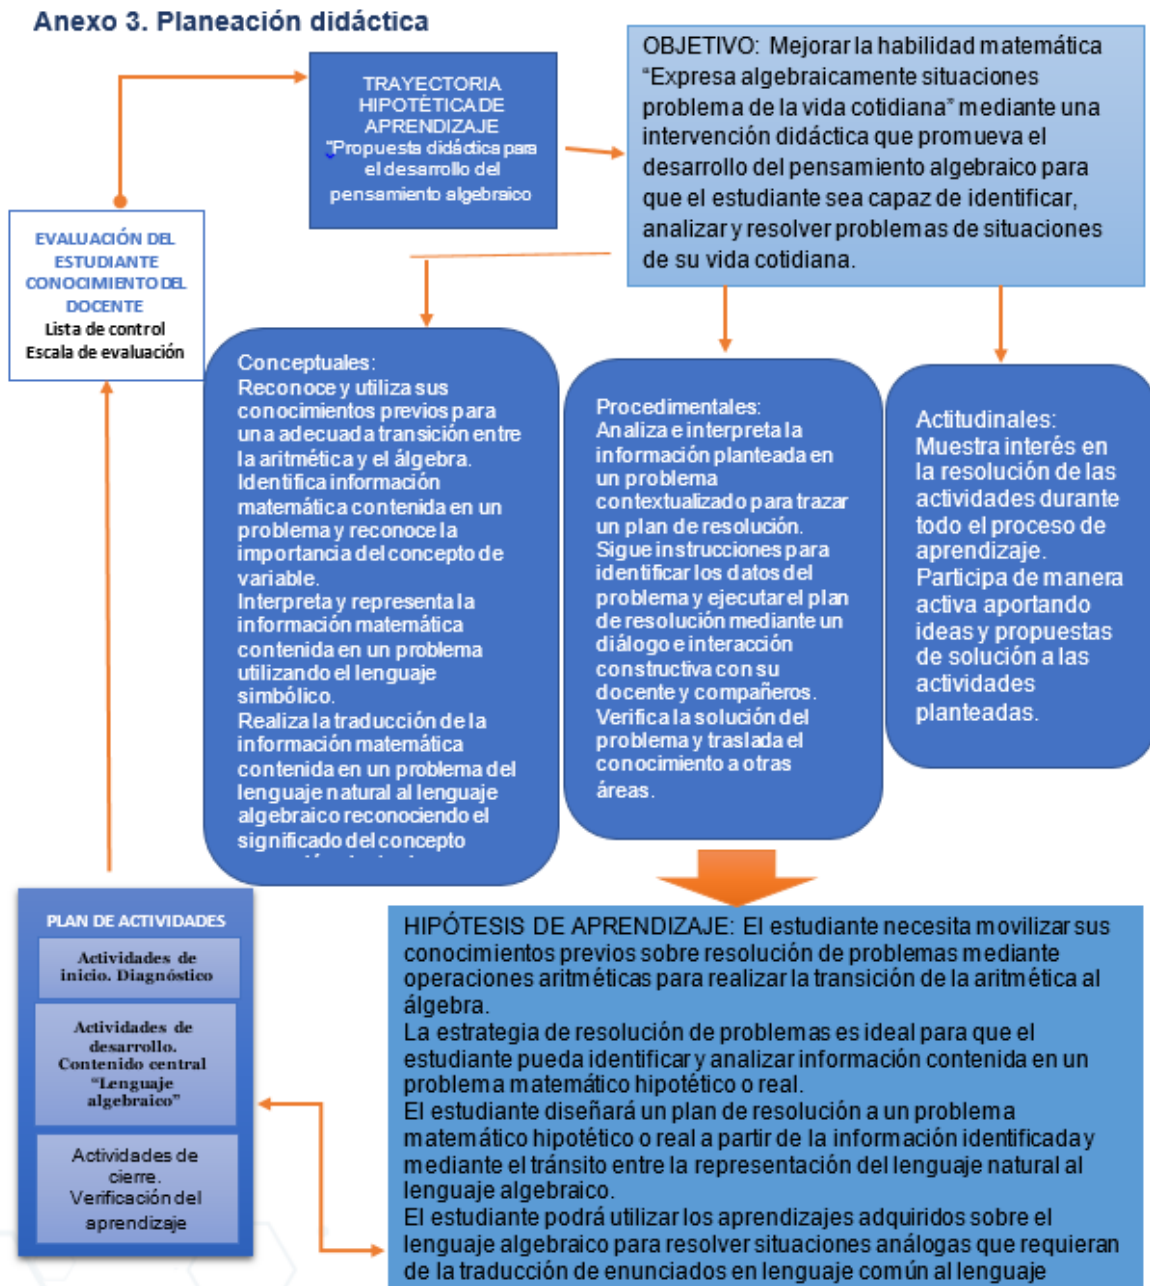 Anexo 3. Planeación didáctica
TRAYECTORIA
HIPOTÉTICA DE
APRENDIZAJE
"Propuesta didáctica para
el desarrollo del
pensamiento algebraico
OBJETIVO: Mejorar la habilidad matemática
"Expresa algebraicamente situaciones
problema de la vida cotidiana" mediante una
intervención didáctica que promueva el
desarrollo del pensamiento algebraico para
que el estudiante sea capaz de identificar,
analizar y resolver problemas de situaciones
de su vida cotidiana.
EVALUACIÓN DEL
ESTUDIANTE
CONOCIMIENTO DEL
DOCENTE
Lista de control
Escala de evaluación
Conceptuales:
Reconoce y utiliza sus
conocimientos previos para
una adecuada transición entre
la aritmética y el álgebra.
Identifica información
matemática contenida en un
problema y reconoce la
importancia del concepto de
variable.
Interpreta y representa la
información matemática
contenida en un problema
utilizando el lenguaje
simbólico.
Realiza la traducción de la
información matemática
contenida en un problema del
lenguaje natural al lenguaje
algebraico reconociendo el
significado del concepto
Procedimentales:
Analiza e interpreta la
información planteada en
un problema
contextualizado para trazar
un plan de resolución.
Sigue instrucciones para
identificar los datos del
problema y ejecutar el plan
de resolución mediante un
diálogo e interacción
constructiva con su
docente y compañeros.
Verifica la solución del
problema y traslada el
conocimiento a otras
áreas.
Actitudinales:
Muestra interés en
la resolución de las
actividades durante
todo el proceso de
aprendizaje.
Participa de manera
activa aportando
ideas y propuestas
de solución a las
actividades
planteadas.
PLAN DE ACTIVIDADES
Actividades de
inicio. Diagnóstico
Actividades de
desarrollo.
Contenido central
"Lenguaje
algebraico"
Actividades de
cierre.
Verificación del
aprendizaje
HIPÓTESIS DE APRENDIZAJE: El estudiante necesita movilizar sus
conocimientos previos sobre resolución de problemas mediante
operaciones aritméticas para realizar la transición de la aritmética al
álgebra.
La estrategia de resolución de problemas es ideal para que el
estudiante pueda identificar y analizar información contenida en un
problema matemático hipotético o real.
El estudiante diseñará un plan de resolución a un problema
matemático hipotético o real a partir de la información identificada y
mediante el tránsito entre la representación del lenguaje natural al
lenguaje algebraico.
El estudiante podrá utilizar los aprendizajes adquiridos sobre el
lenguaje algebraico para resolver situaciones análogas que requieran
de la traducción de enunciados en lenguaje común al lenguaje